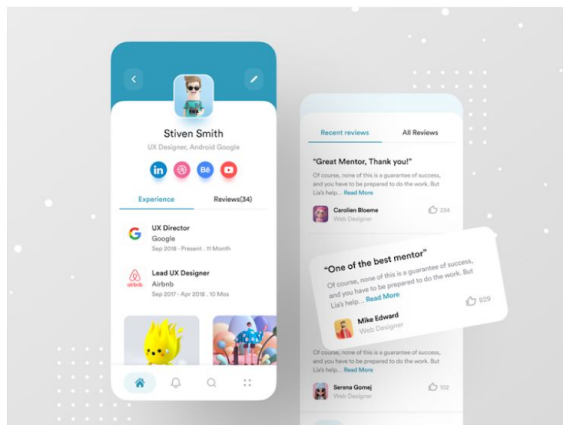 Stiven Smith
UX Designer, Android Google
in
Bē
Experience
Reviews(34)
UX Director
Google
Sep 2018 - Present . 11 Month
airbnb
Lead UX Designer
Airbnb
Sep 2017 - Apr 2018 . 10 Mos
Recent reviews
All Reviews
“Great Mentor, Thank you!”
Of course, none of this is a guarantee of success,
and you have to be prepared to do the work. But
Lia's help... Read More
Carolien Bloeme
Web Designer
294
“One of the best mentor”
Of course, none of this is a guarantee of success,
and you have to be prepared to do the work. But
Lia's help... Read More
Mike Edward
Web Designer
829
Of course, none of this is a guarantee of success,
and you have to be prepared to do the work. But
Lia's help... Read More
Serena Gomej
Web Designer
102